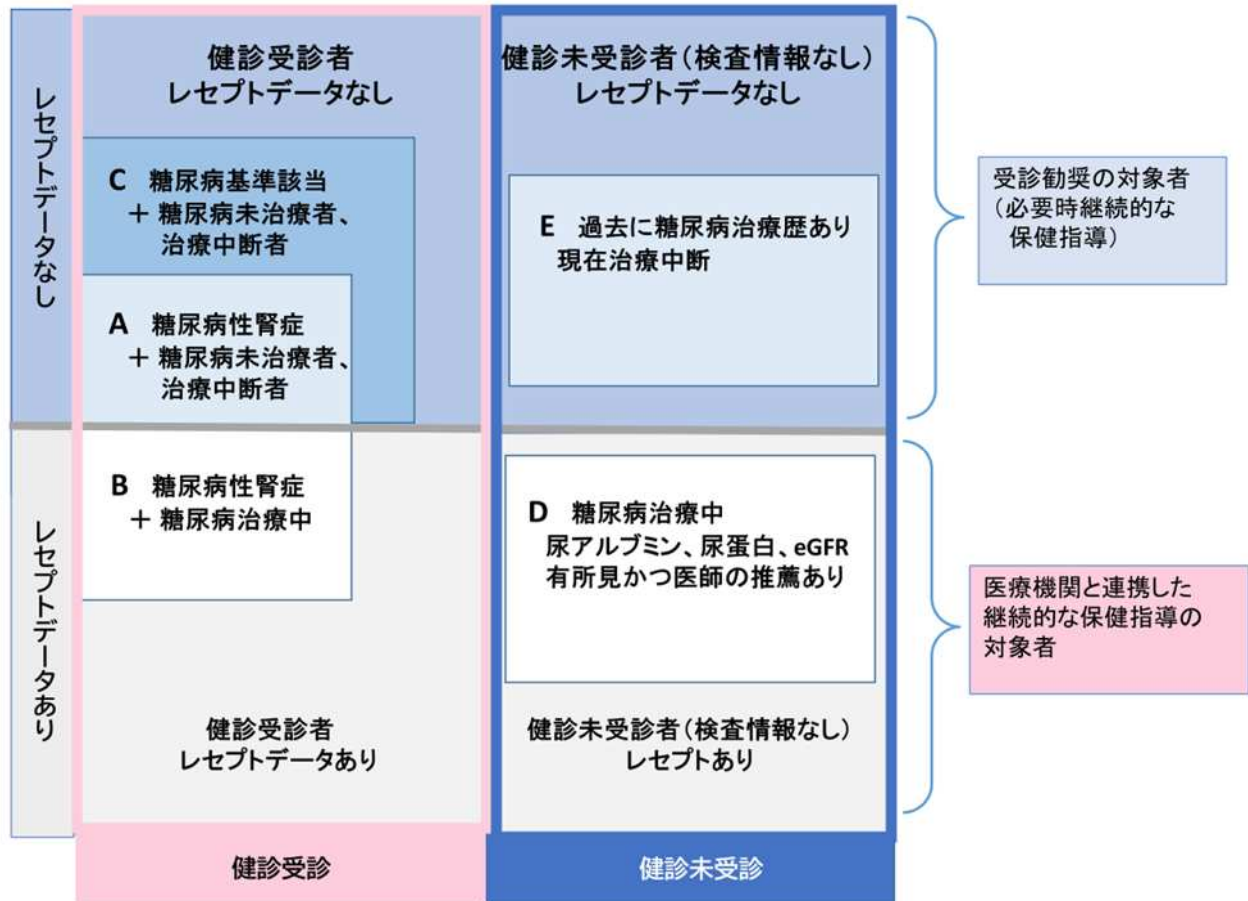 レセプトデータなし
レセプトデータあり
健診受診者
レセプトデータなし
C 糖尿病基準該当
＋ 糖尿病未治療者、
治療中断者
A 糖尿病性腎症
＋ 糖尿病未治療者、
治療中断者
B 糖尿病性腎症
＋ 糖尿病治療中
健診受診者
レセプトデータあり
健診受診
健診未受診者（検査情報なし）
レセプトデータなし
E 過去に糖尿病治療歴あり
現在治療中断
D 糖尿病治療中
尿アルブミン、尿蛋白、eGFR
有所見かつ医師の推薦あり
健診未受診者（検査情報なし）
レセプトあり
健診未受診
受診勧奨の対象者
（必要時継続的な
保健指導）
医療機関と連携した
継続的な保健指導の
対象者